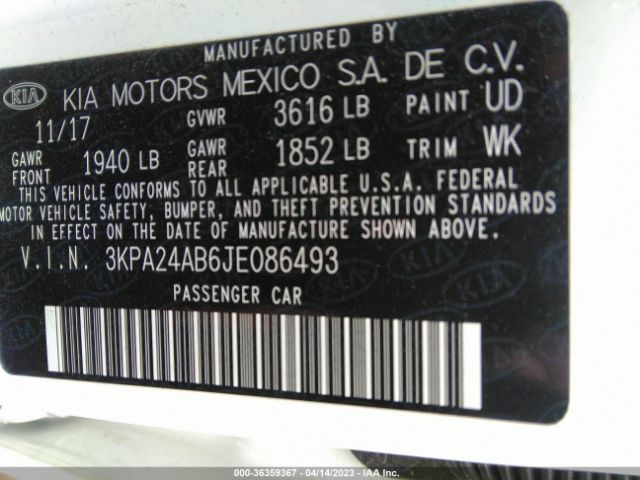 MANUFACTURED BY
KIA KIA MOTORS MEXICO S.A. DE C.V.
11/17 GVWR 3616 LB PAINT UD
GAWR FRONT 1940 LB GAWR REAR 1852 LB TRIM WK
THIS VEHICLE CONFORMS TO ALL APPLICABLE U.S.A. FEDERAL
MOTOR VEHICLE SAFETY, BUMPER, AND THEFT PREVENTION STANDARDS
IN EFFECT ON THE DATE OF MANUFACTURE SHOWN ABOVE.
V.I.N. 3KPA24AB6JE086493
PASSENGER CAR
000-36359367 - 04/14/2023 - IAA Inc.